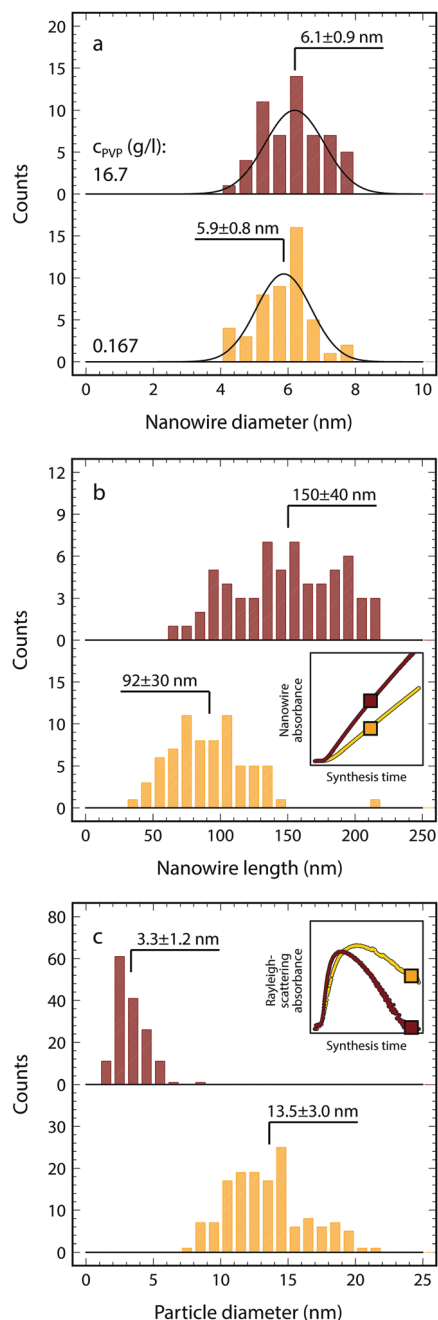 a
6.1±0.9 nm
20
15
10
5
0
c_PVP (g/l):
16.7
Counts
5.9±0.8 nm
15
10
5
0
0.167
0 2 4 6 8 10
Nanowire diameter (nm)
b
150±40 nm
12
9
6
3
0
Counts
92±30 nm
15
10
5
0
Nanowire absorbance
Synthesis time
0 50 100 150 200 250
Nanowire length (nm)
c
3.3±1.2 nm
80
60
40
20
0
Rayleigh-scattering absorbance
Synthesis time
Counts
13.5±3.0 nm
30
20
10
0
0 5 10 15 20 25
Particle diameter (nm)